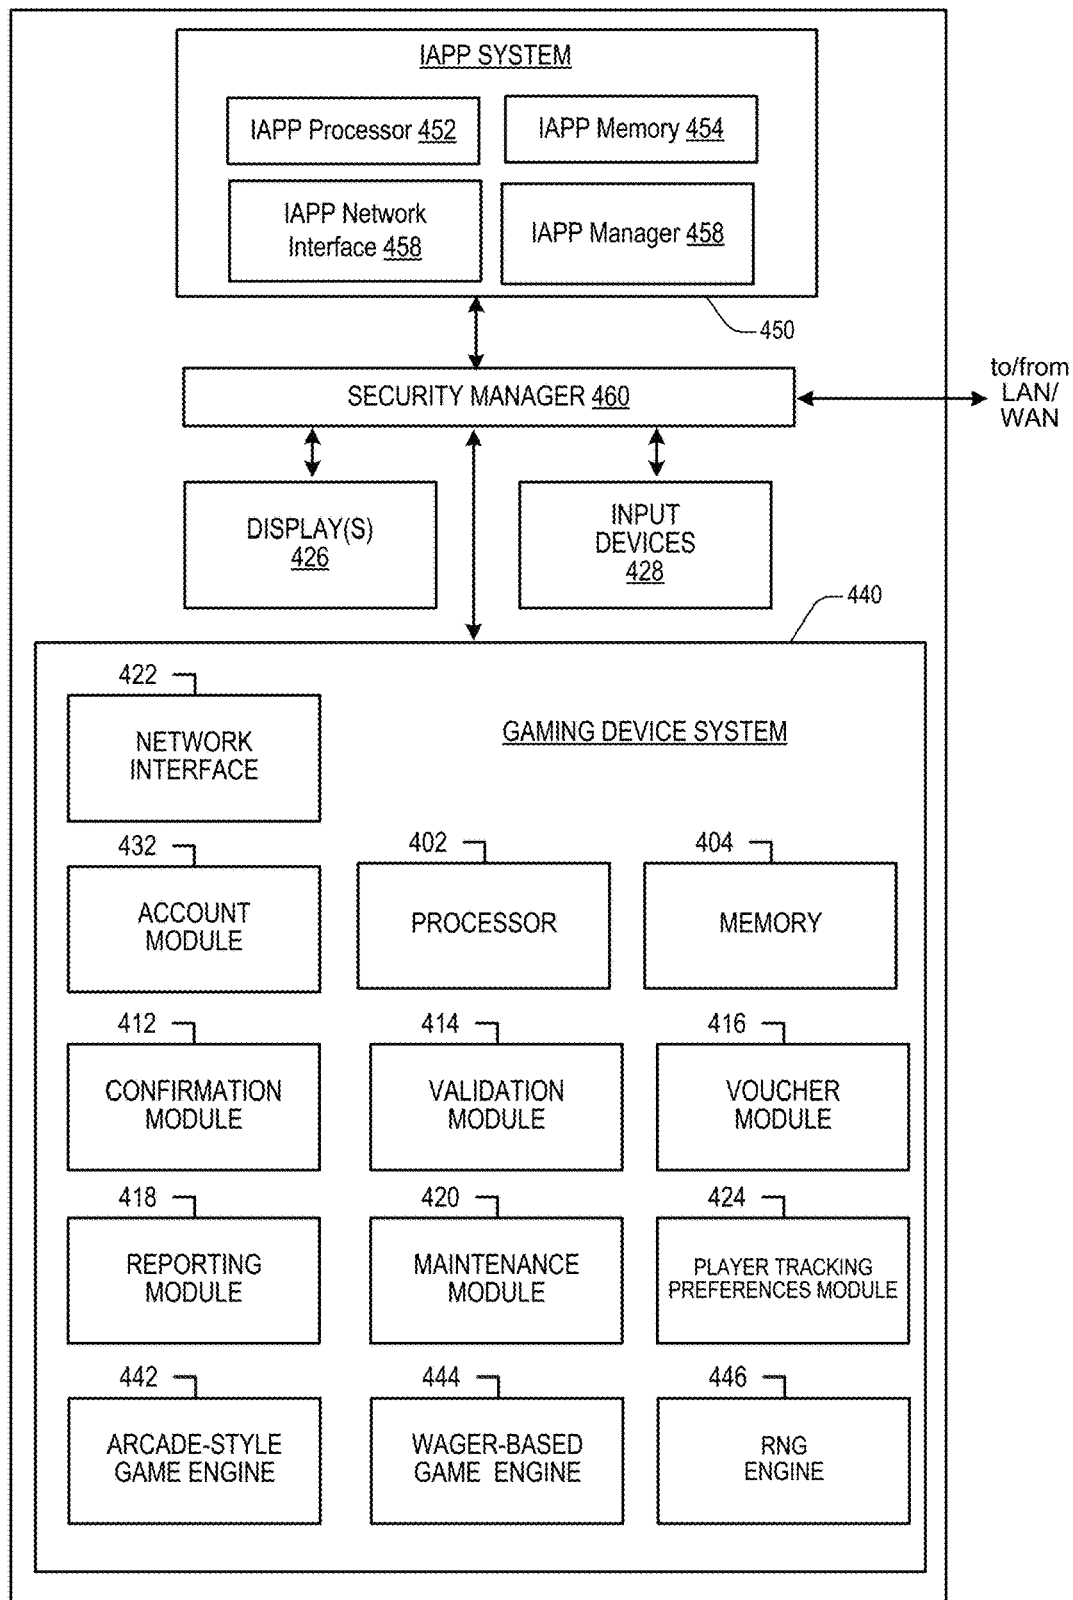 IAPP SYSTEM
IAPP Processor 452
IAPP Memory 454
IAPP Network
Interface 458
IAPP Manager 458
450
SECURITY MANAGER 460
to/from
LAN/
WAN
DISPLAY(S)
426
INPUT
DEVICES
428
440
422
NETWORK
INTERFACE
GAMING DEVICE SYSTEM
432
ACCOUNT
MODULE
402
PROCESSOR
404
MEMORY
412
CONFIRMATION
MODULE
414
VALIDATION
MODULE
416
VOUCHER
MODULE
418
REPORTING
MODULE
420
MAINTENANCE
MODULE
424
PLAYER TRACKING
PREFERENCES MODULE
442
ARCADE-STYLE
GAME ENGINE
444
WAGER-BASED
GAME ENGINE
446
RNG
ENGINE